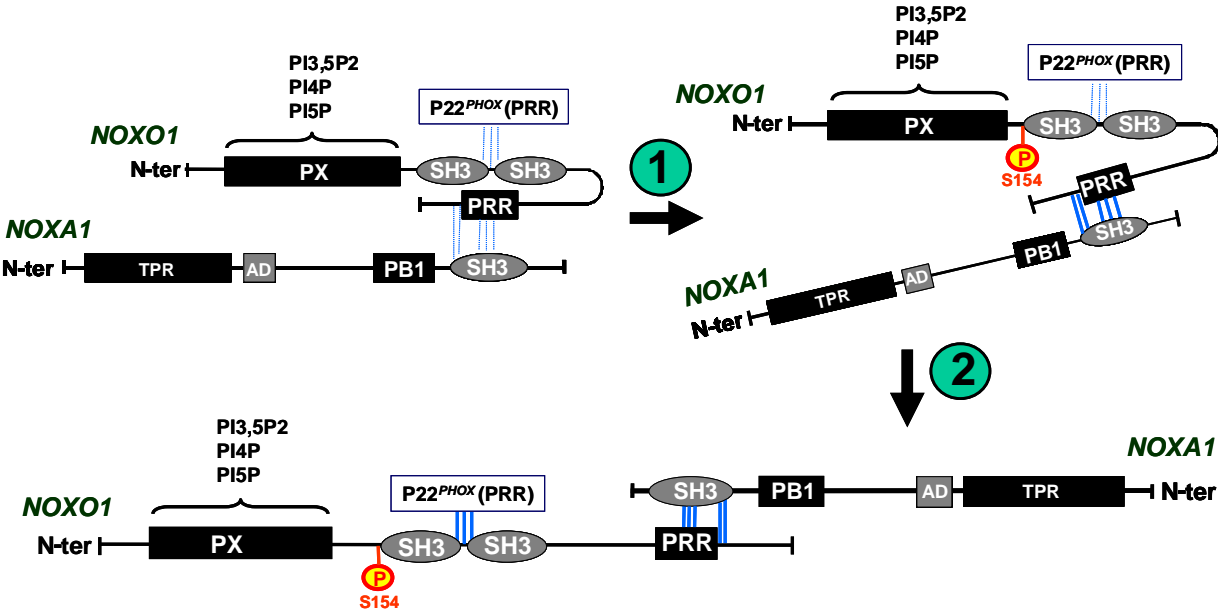 PI3,5P2
PI4P
PI5P
P22PHOX (PRR)
NOXO1
N-ter
PX
SH3
SH3
PRR
NOXA1
N-ter
TPR
AD
PB1
SH3
1
PI3,5P2
PI4P
PI5P
P22PHOX (PRR)
NOXO1
N-ter
PX
SH3
SH3
P
S154
PRR
SH3
PB1
AD
TPR
NOXA1
N-ter
2
PI3,5P2
PI4P
PI5P
P22PHOX (PRR)
NOXO1
N-ter
PX
SH3
SH3
P
S154
PRR
NOXA1
SH3
PB1
AD
TPR
N-ter